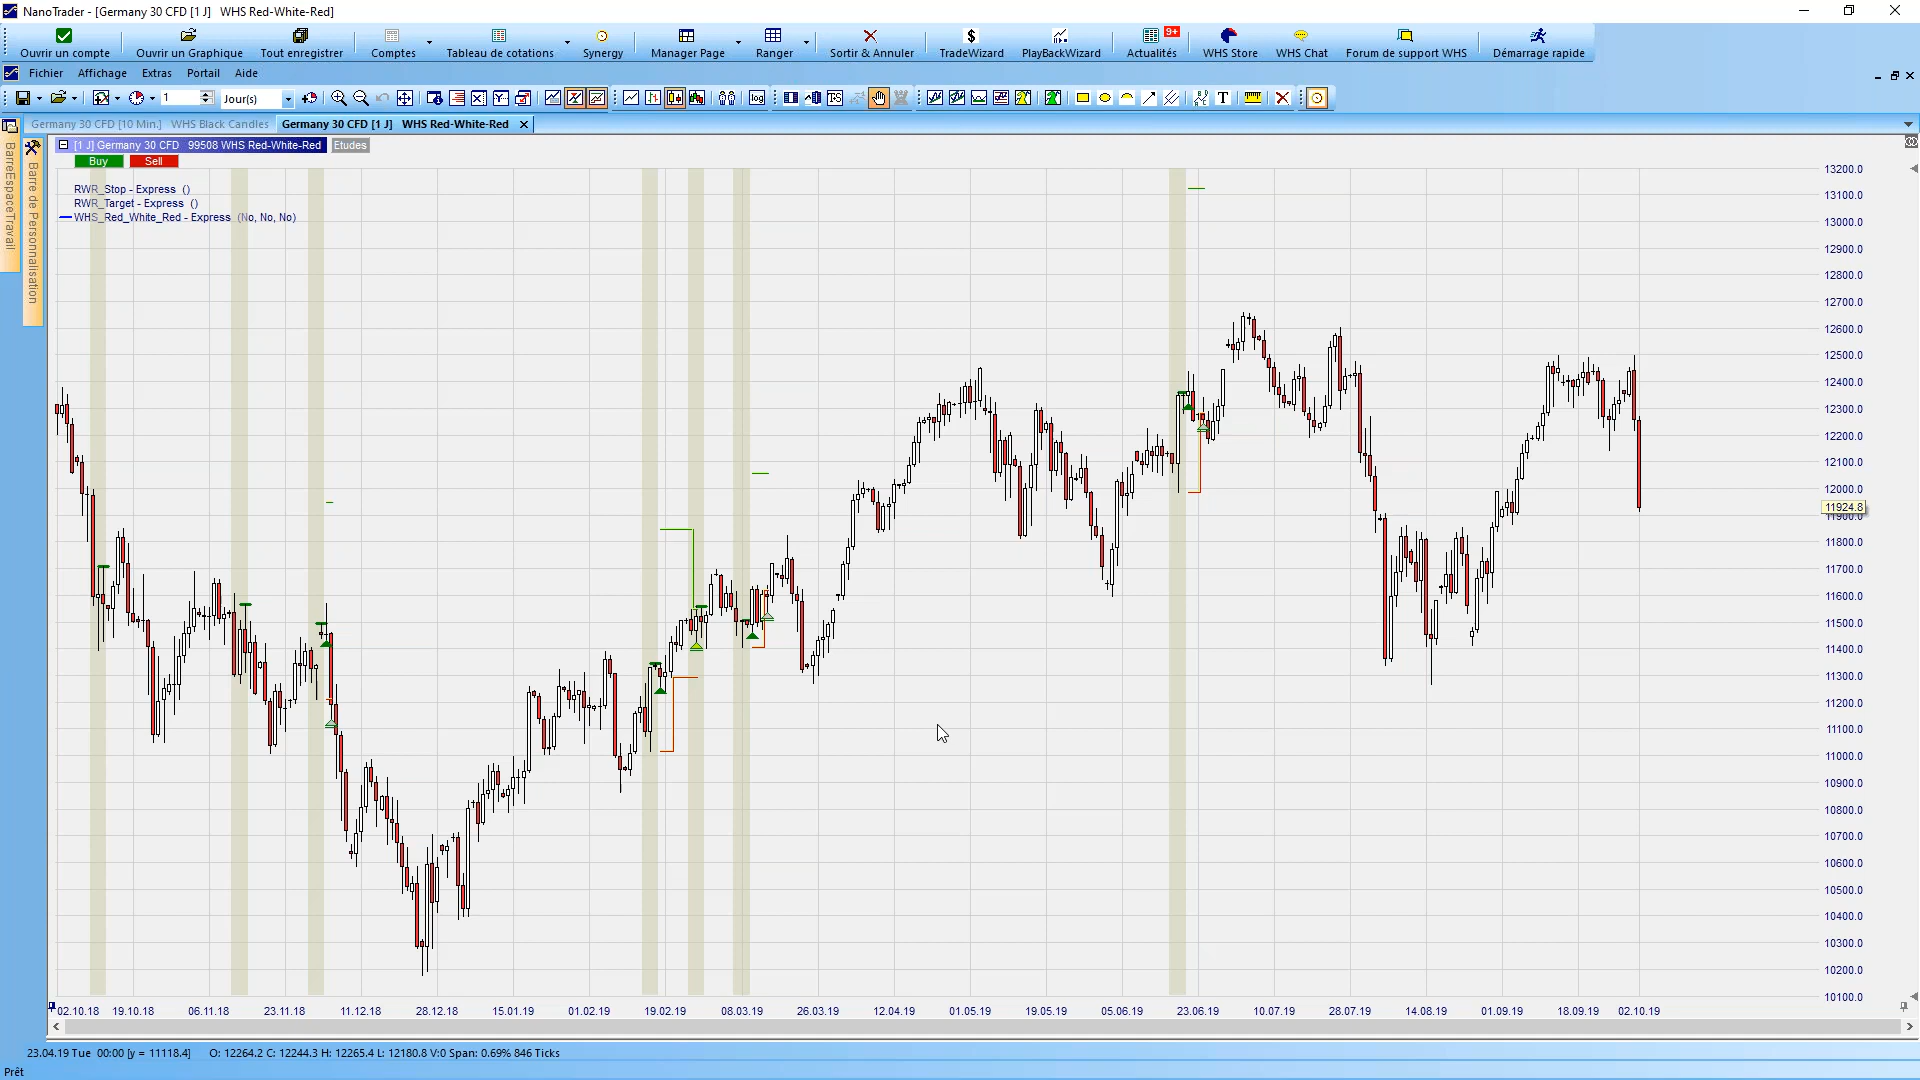 NanoTrader - [Germany 30 CFD [1 J]   WHS Red-White-Red]
Ouvrir un compte   Ouvrir un Graphique   Tout enregistrer   Comptes   Tableau de cotations   Synergy   Manager Page   Ranger   Sortir & Annuler   TradeWizard   PlayBackWizard   Actualités   9+   WHS Store   WHS Chat   Forum de support WHS   Démarrage rapide
Fichier   Affichage   Extras   Portail   Aide
1   Jour(s)   log   T
Germany 30 CFD [10 Min.]   WHS Black Candles   Germany 30 CFD [1 J]   WHS Red-White-Red
BarreEspaceTravail
Barre de Personnalisation
[1 J] Germany 30 CFD   99508 WHS Red-White-Red   Etudes
Buy   Sell
RWR_Stop - Express  ()
RWR_Target - Express  ()
WHS_Red_White_Red - Express  (No, No, No)
13200.0
13100.0
13000.0
12900.0
12800.0
12700.0
12600.0
12500.0
12400.0
12300.0
12200.0
12100.0
12000.0
11924.8
11900.0
11800.0
11700.0
11600.0
11500.0
11400.0
11300.0
11200.0
11100.0
11000.0
10900.0
10800.0
10700.0
10600.0
10500.0
10400.0
10300.0
10200.0
10100.0
02.10.18   19.10.18   06.11.18   23.11.18   11.12.18   28.12.18   15.01.19   01.02.19   19.02.19   08.03.19   26.03.19   12.04.19   01.05.19   19.05.19   05.06.19   23.06.19   10.07.19   28.07.19   14.08.19   01.09.19   18.09.19   02.10.19
23.04.19 Tue  00:00 [y = 11118.4]   O: 12264.2 C: 12244.3 H: 12265.4 L: 12180.8 V:0 Span: 0.69% 846 Ticks
Prêt